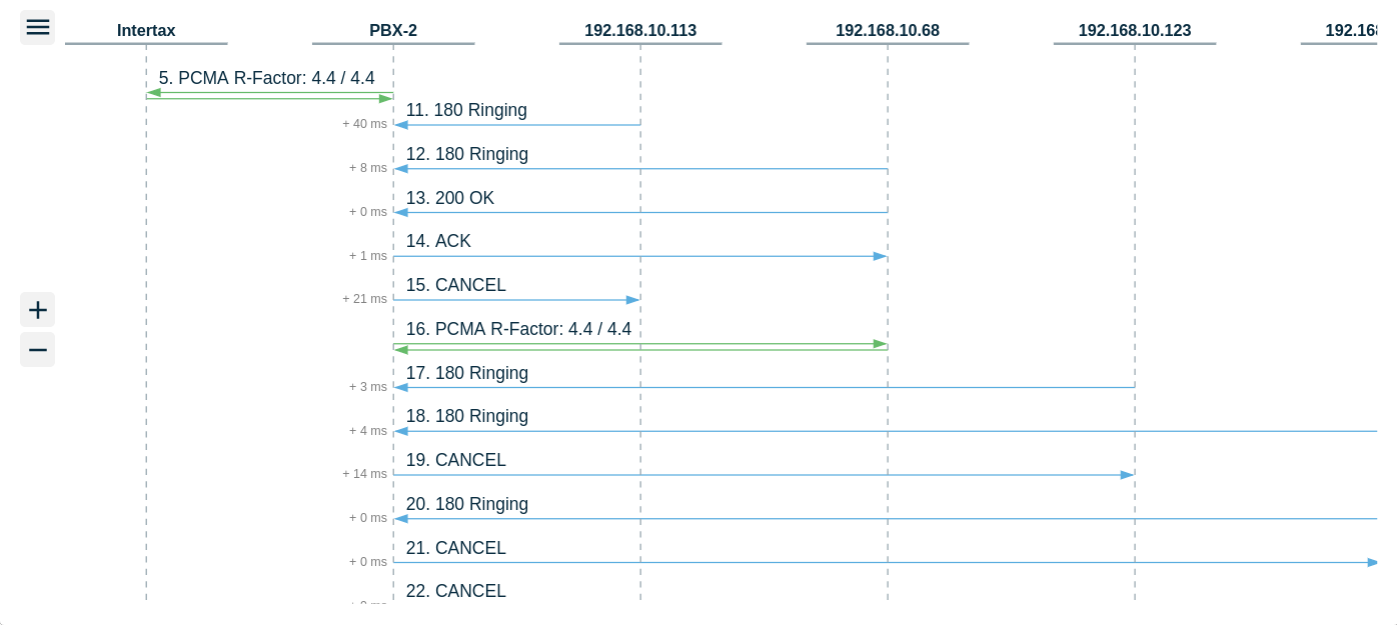 Intertax PBX-2 192.168.10.113 192.168.10.68 192.168.10.123 192.168
5. PCMA R-Factor: 4.4 / 4.4
11. 180 Ringing
+ 40 ms
12. 180 Ringing
+ 8 ms
13. 200 OK
+ 0 ms
14. ACK
+ 1 ms
15. CANCEL
+ 21 ms
16. PCMA R-Factor: 4.4 / 4.4
17. 180 Ringing
+ 3 ms
18. 180 Ringing
+ 4 ms
19. CANCEL
+ 14 ms
20. 180 Ringing
+ 0 ms
21. CANCEL
+ 0 ms
22. CANCEL